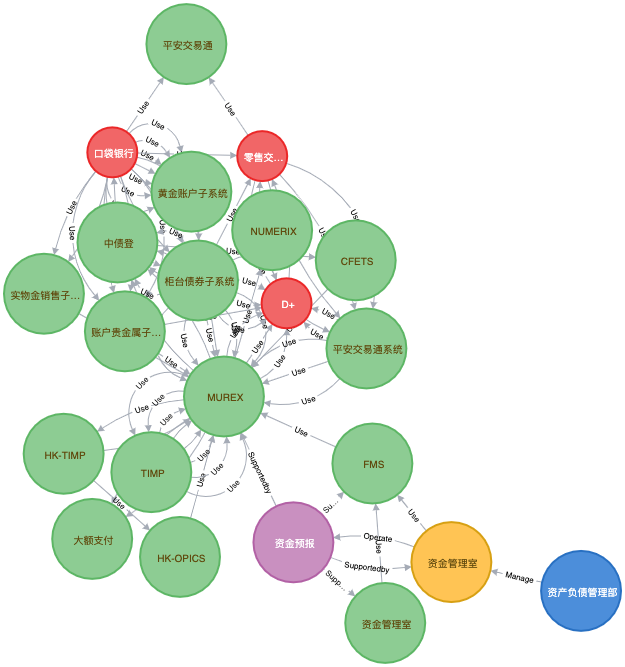 平安交易通
Use
Use
口袋银行
Use
Use
Use
Use
Use
零售交...
黄金账户子系统
Use
Use
Use
Use
Use
中债登
NUMERIX
Use
Use
CFETS
实物金销售子...
柜台债券子系统
Use
Use
Use
D+
账户贵金属子...
Use
Use
Use
平安交易通系统
Use
Use
Use
Use
Use
Use
Use
Use
Use
MUREX
Use
Use
Use
Use
Use
Use
HK-TIMP
TIMP
Use
Use
Use
Supportedby
FMS
Use
Use
Su...
Use
大额支付
HK-OPICS
资金预报
Operate
Use
资金管理室
Supportedby
Supp...
Manage
资产负债管理部
资金管理室